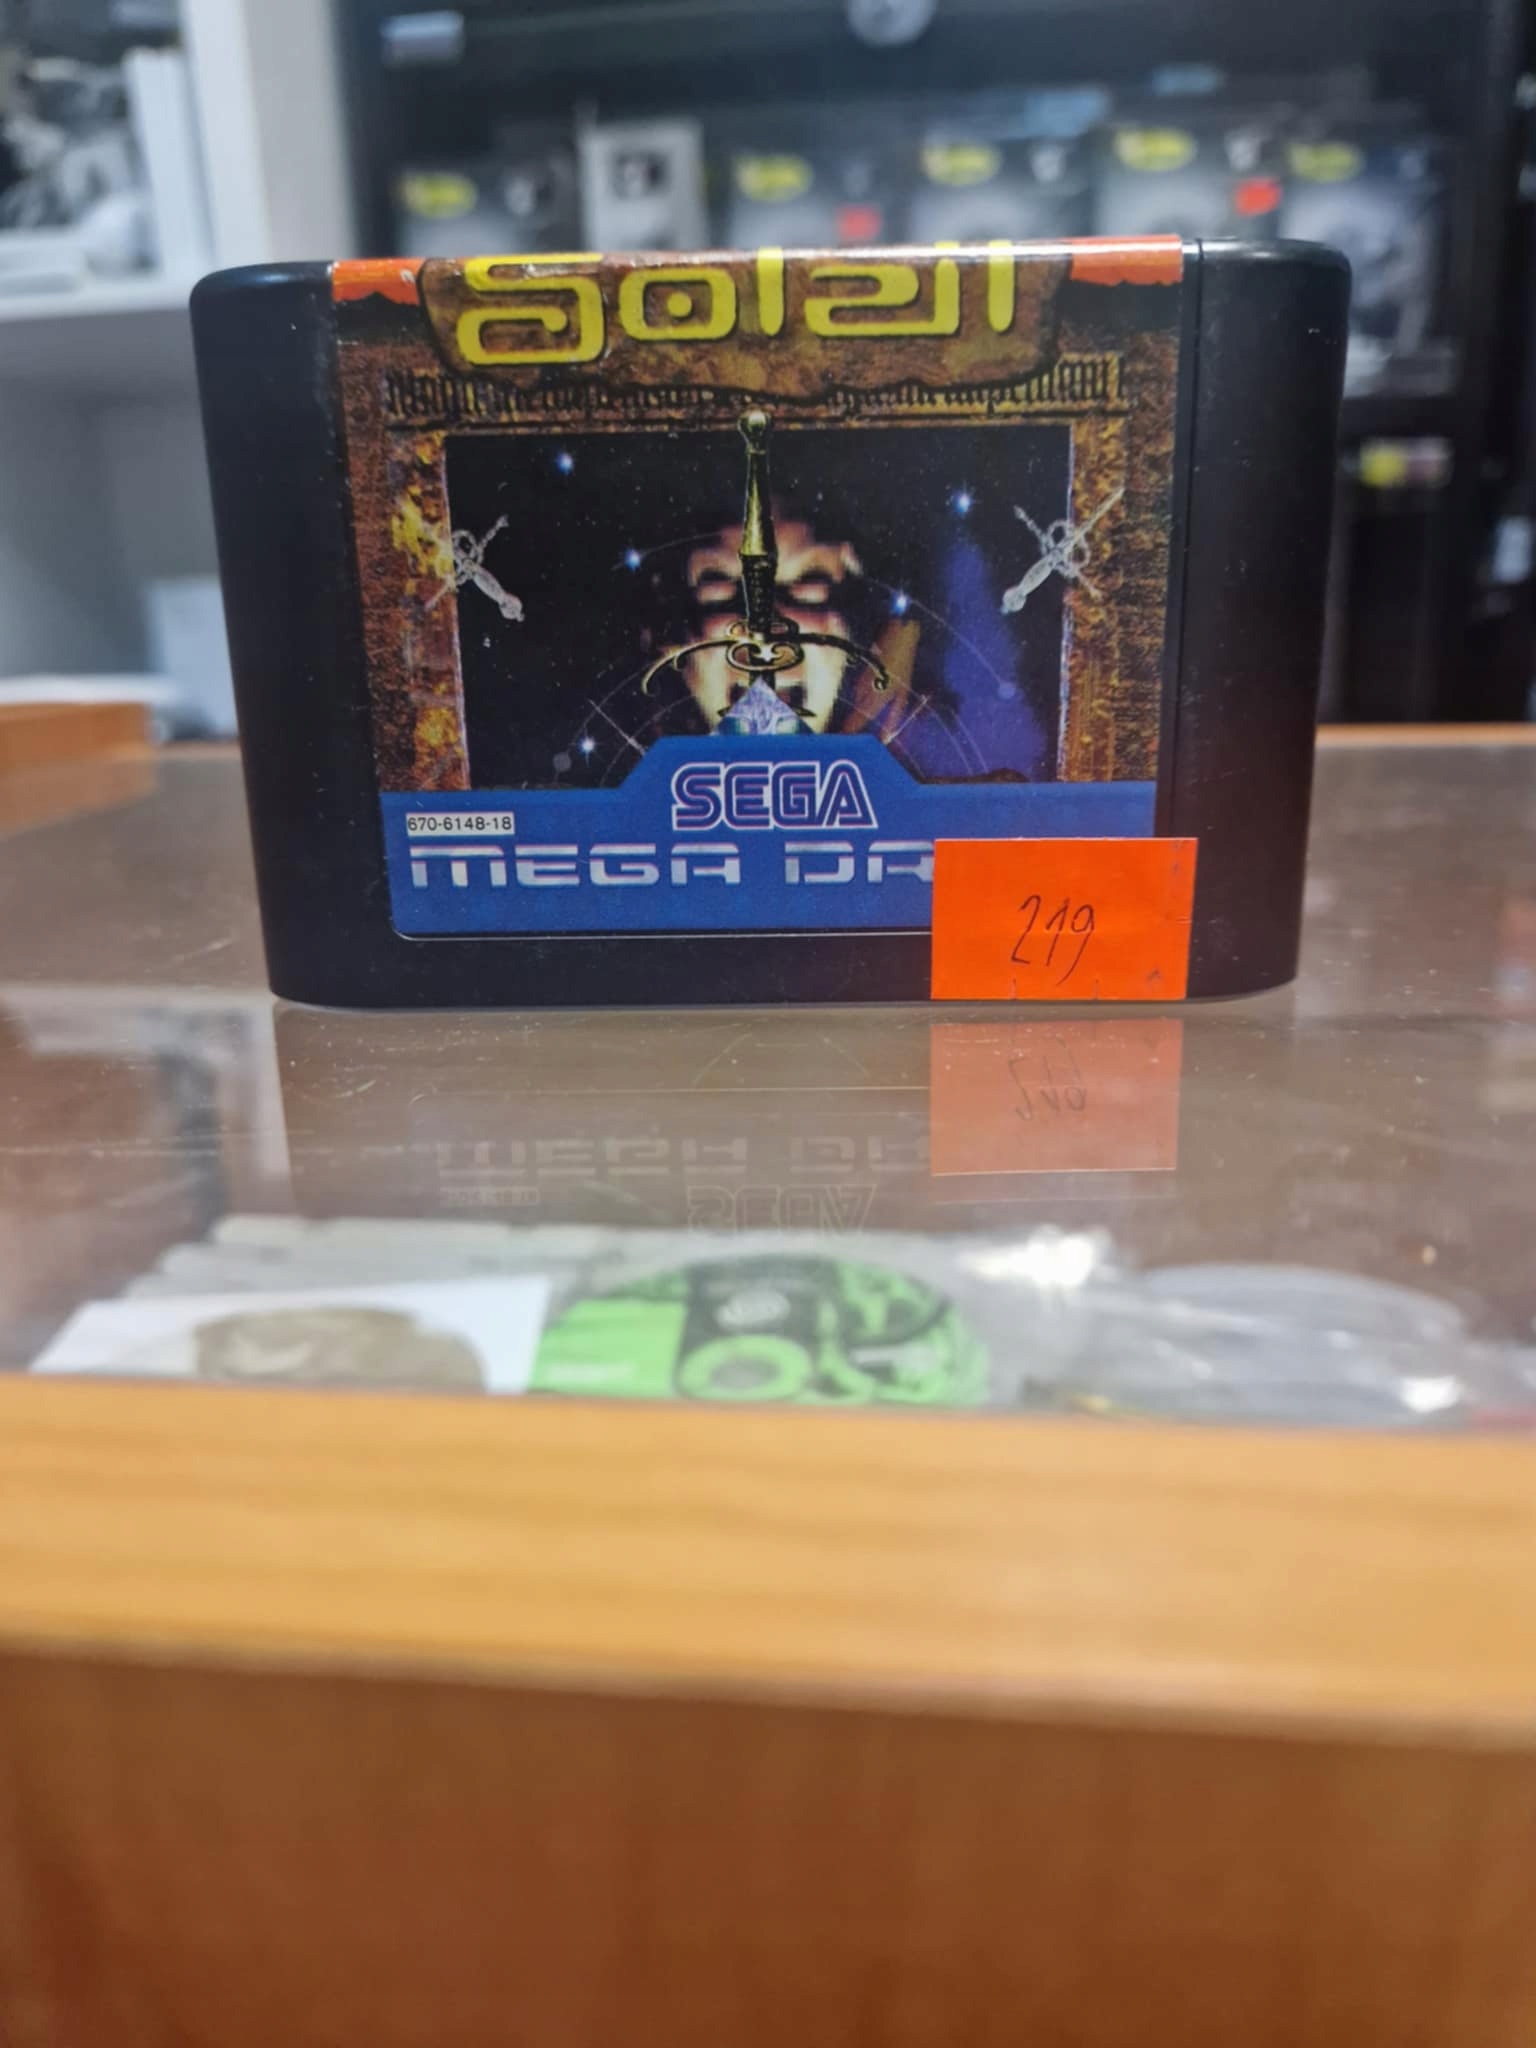 Soleil
SEGA
670-6148-18
MEGA DR
219